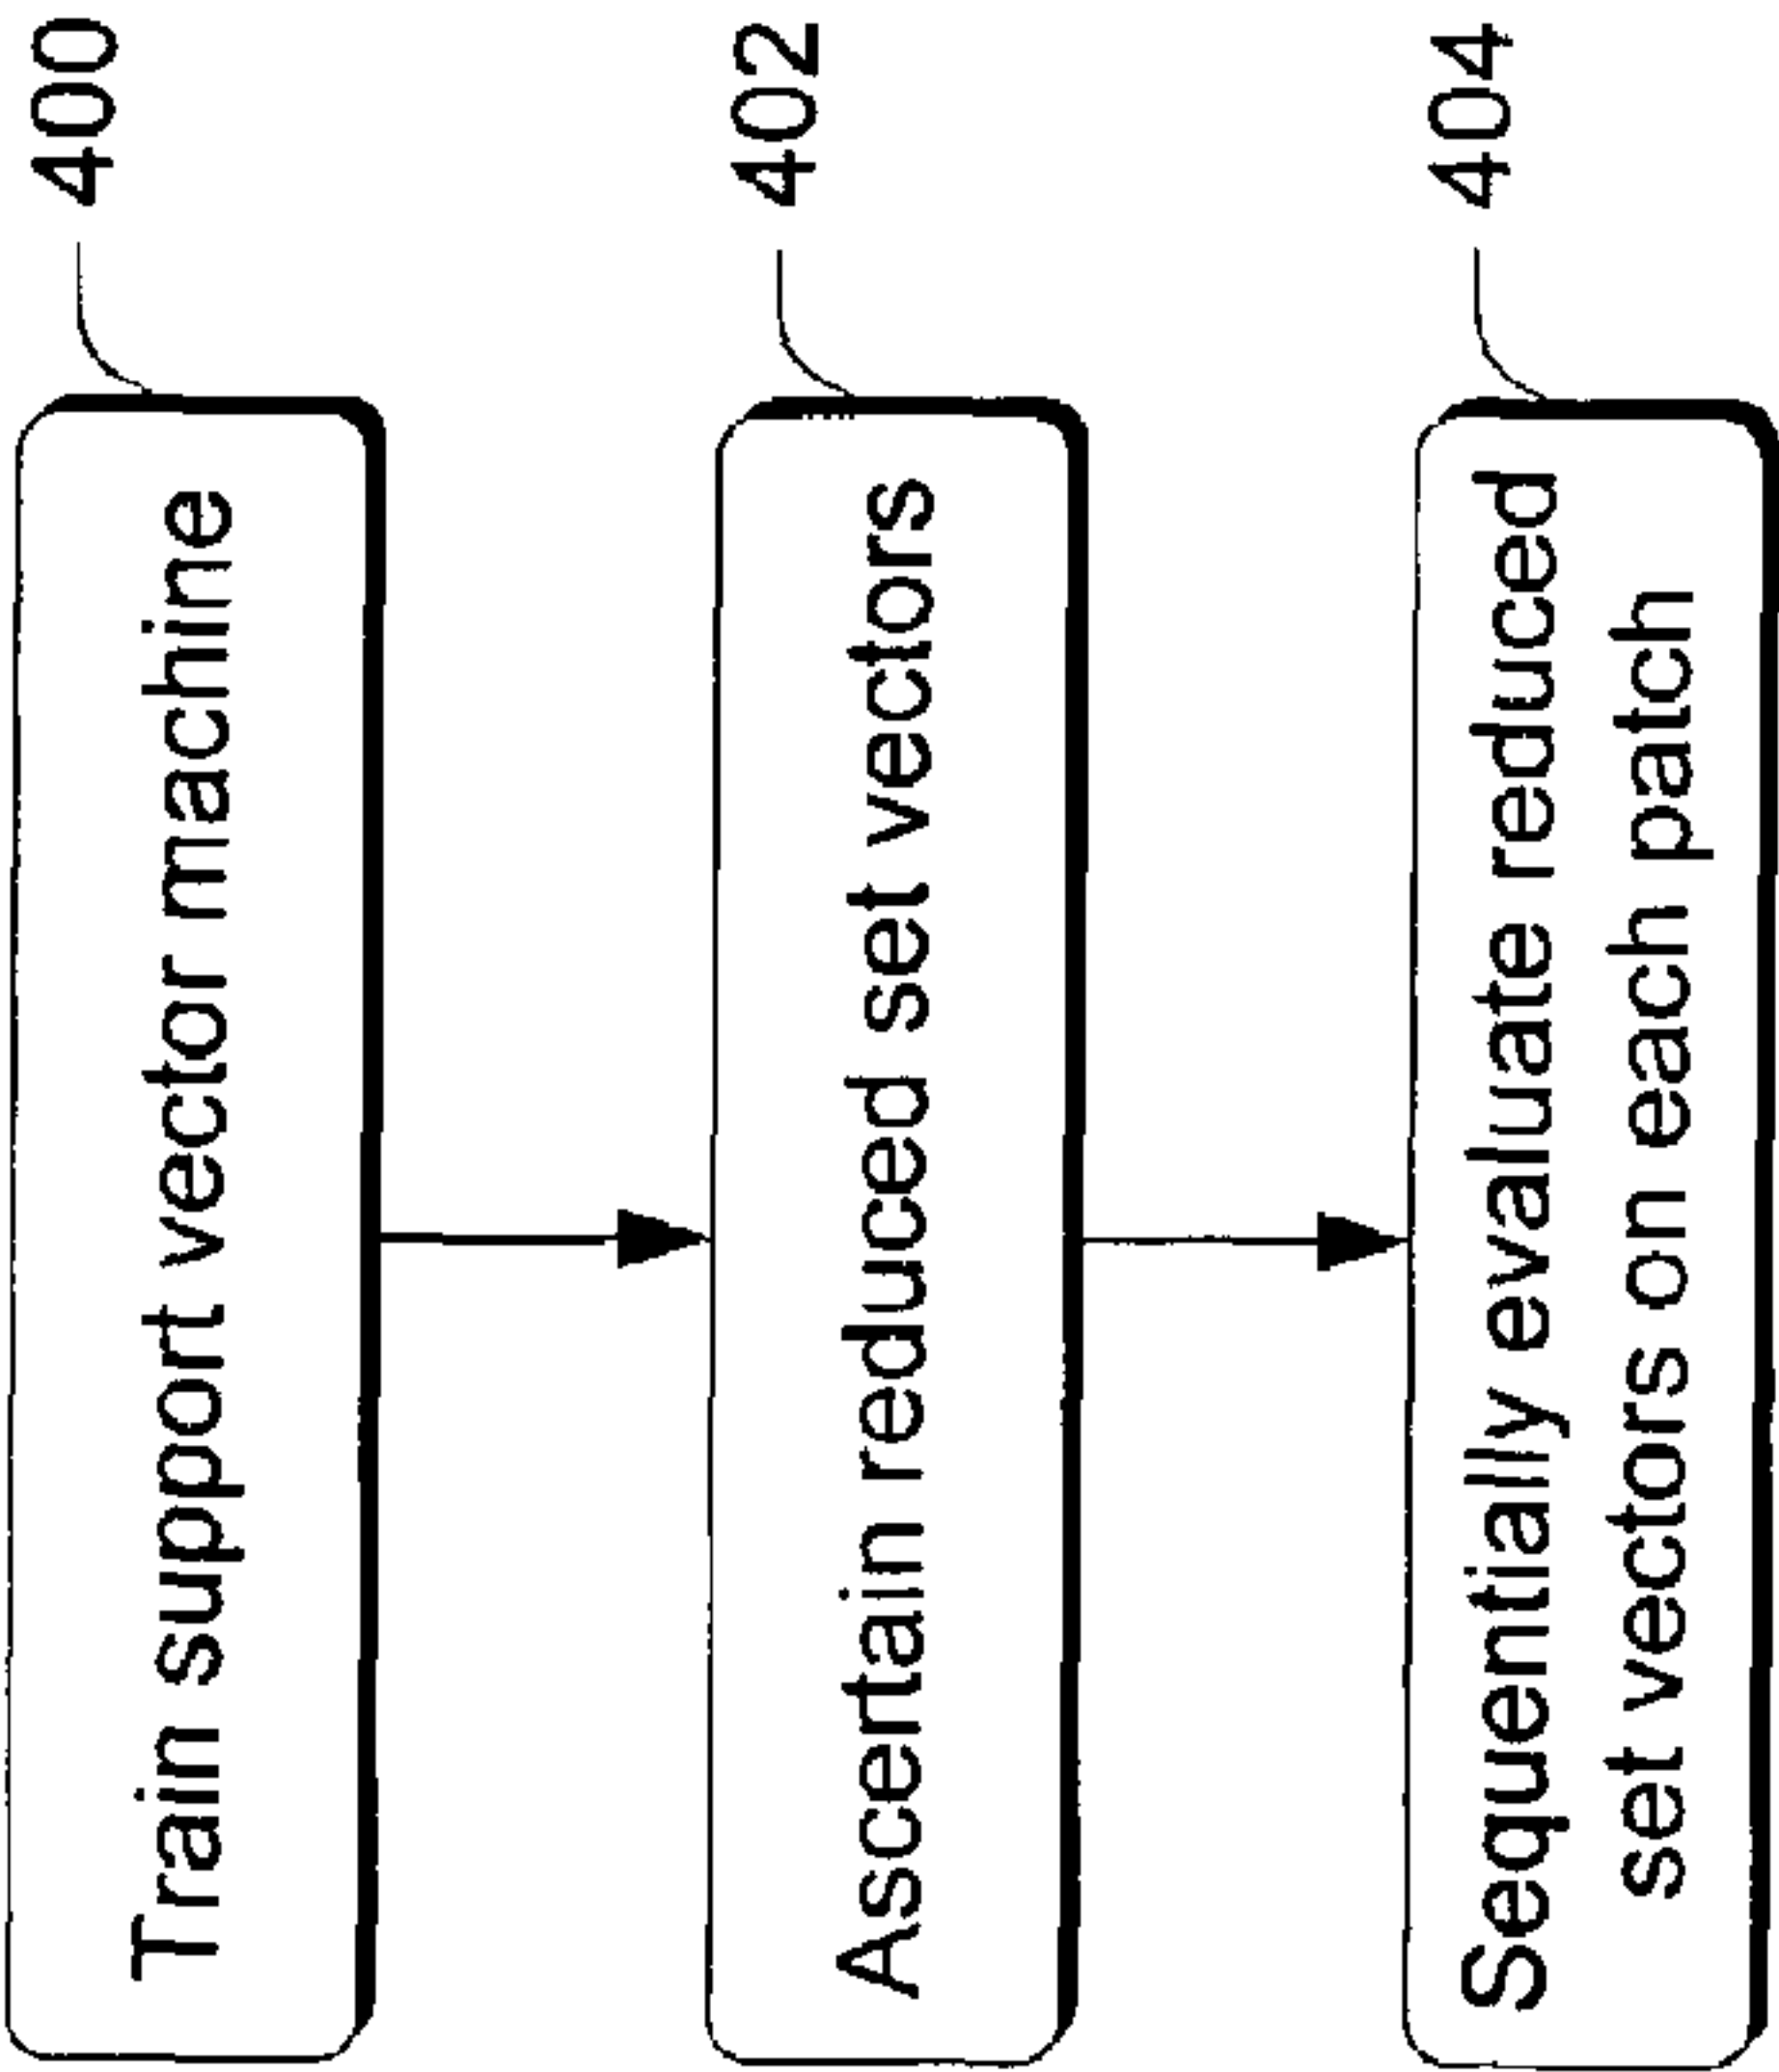 Train support vector machine
400
Ascertain reduced set vectors
402
Sequentially evaluate reduced
set vectors on each patch
404